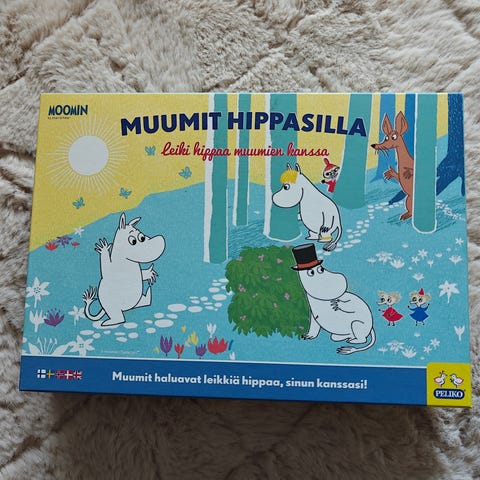 MOOMIN
MUUMIT HIPPASILLA
Leiki hippaa muumien kanssa
Muumit haluavat leikkiä hippaa, sinun kanssasi!
PELIKO